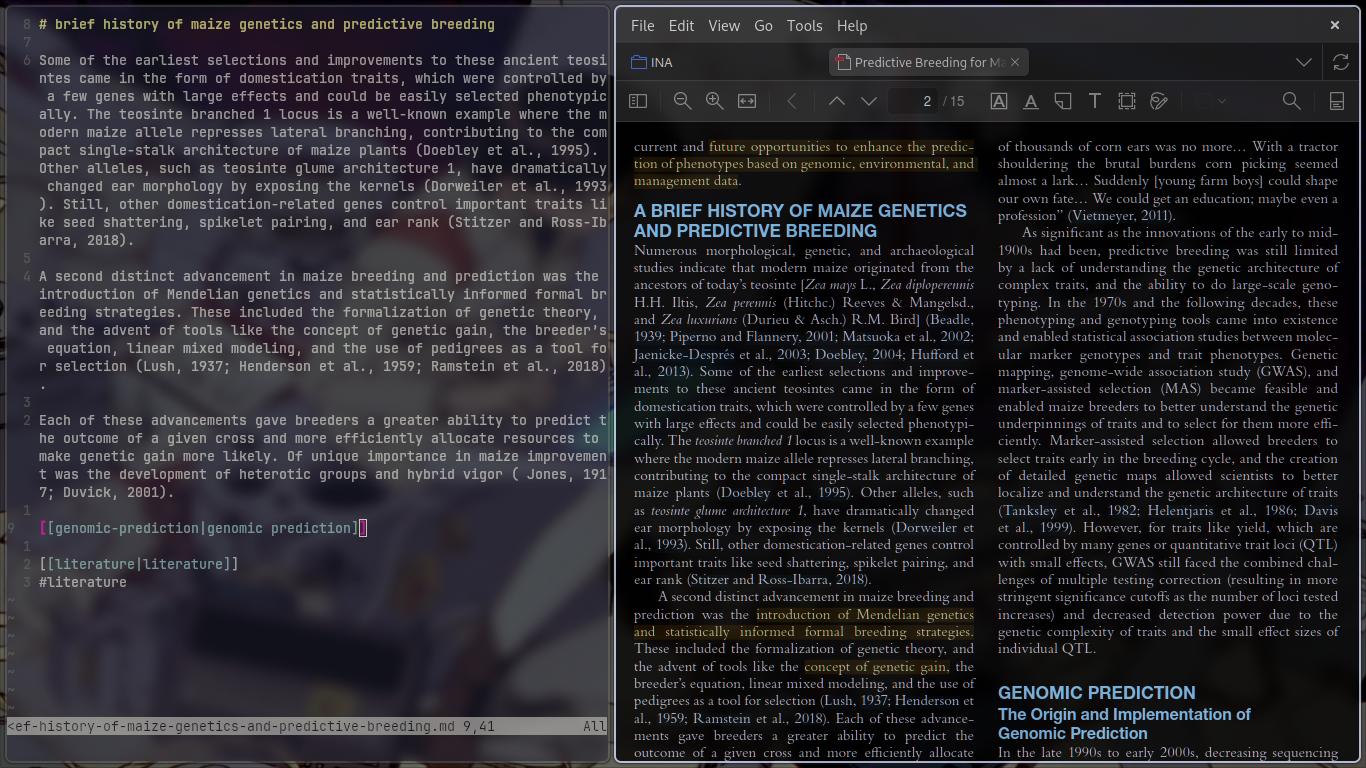 8 # brief history of maize genetics and predictive breeding
7
6 Some of the earliest selections and improvements to these ancient teosi
ntes came in the form of domestication traits, which were controlled by
a few genes with large effects and could be easily selected phenotypic
ally. The teosinte branched 1 locus is a well-known example where the m
odern maize allele represses lateral branching, contributing to the com
pact single-stalk architecture of maize plants (Doebley et al., 1995).
Other alleles, such as teosinte glume architecture 1, have dramatically
changed ear morphology by exposing the kernels (Dorweiler et al., 1993
). Still, other domestication-related genes control important traits li
ke seed shattering, spikelet pairing, and ear rank (Stitzer and Ross-Ib
arra, 2018).
5
4 A second distinct advancement in maize breeding and prediction was the
introduction of Mendelian genetics and statistically informed formal br
eeding strategies. These included the formalization of genetic theory,
and the advent of tools like the concept of genetic gain, the breeder's
equation, linear mixed modeling, and the use of pedigrees as a tool fo
r selection (Lush, 1937; Henderson et al., 1959; Ramstein et al., 2018)
.
3
2 Each of these advancements gave breeders a greater ability to predict t
he outcome of a given cross and more efficiently allocate resources to
make genetic gain more likely. Of unique importance in maize improvemen
t was the development of heterotic groups and hybrid vigor ( Jones, 191
7; Duvick, 2001).
1
9 [[genomic-prediction|genomic prediction]]
1
2 [[literature|literature]]
3 #literature
~
~
~
~
~
~
~
<ef-history-of-maize-genetics-and-predictive-breeding.md 9,41 All
File Edit View Go Tools Help
INA Predictive Breeding for Ma
2 / 15
current and future opportunities to enhance the predic-
tion of phenotypes based on genomic, environmental, and
management data.
A BRIEF HISTORY OF MAIZE GENETICS
AND PREDICTIVE BREEDING
Numerous morphological, genetic, and archaeological
studies indicate that modern maize originated from the
ancestors of today's teosinte [Zea mays L., Zea diploperennis
H.H. Iltis, Zea perennis (Hitchc.) Reeves & Mangelsd.,
and Zea luxurians (Durieu & Asch.) R.M. Bird] (Beadle,
1939; Piperno and Flannery, 2001; Matsuoka et al., 2002;
Jaenicke-Després et al., 2003; Doebley, 2004; Hufford et
al., 2013). Some of the earliest selections and improve-
ments to these ancient teosintes came in the form of
domestication traits, which were controlled by a few genes
with large effects and could be easily selected phenotypi-
cally. The teosinte branched 1 locus is a well-known example
where the modern maize allele represses lateral branching,
contributing to the compact single-stalk architecture of
maize plants (Doebley et al., 1995). Other alleles, such
as teosinte glume architecture 1, have dramatically changed
ear morphology by exposing the kernels (Dorweiler et
al., 1993). Still, other domestication-related genes control
important traits like seed shattering, spikelet pairing, and
ear rank (Stitzer and Ross-Ibarra, 2018).
A second distinct advancement in maize breeding and
prediction was the introduction of Mendelian genetics
and statistically informed formal breeding strategies.
These included the formalization of genetic theory, and
the advent of tools like the concept of genetic gain, the
breeder's equation, linear mixed modeling, and the use of
pedigrees as a tool for selection (Lush, 1937; Henderson et
al., 1959; Ramstein et al., 2018). Each of these advance-
ments gave breeders a greater ability to predict the
outcome of a given cross and more efficiently allocate
of thousands of corn ears was no more… With a tractor
shouldering the brutal burdens corn picking seemed
almost a lark… Suddenly [young farm boys] could shape
our own fate… We could get an education; maybe even a
profession” (Vietmeyer, 2011).
As significant as the innovations of the early to mid-
1900s had been, predictive breeding was still limited
by a lack of understanding the genetic architecture of
complex traits, and the ability to do large-scale geno-
typing. In the 1970s and the following decades, these
phenotyping and genotyping tools came into existence
and enabled statistical association studies between molec-
ular marker genotypes and trait phenotypes. Genetic
mapping, genome-wide association study (GWAS), and
marker-assisted selection (MAS) became feasible and
enabled maize breeders to better understand the genetic
underpinnings of traits and to select for them more effi-
ciently. Marker-assisted selection allowed breeders to
select traits early in the breeding cycle, and the creation
of detailed genetic maps allowed scientists to better
localize and understand the genetic architecture of traits
(Tanksley et al., 1982; Helentjaris et al., 1986; Davis
et al., 1999). However, for traits like yield, which are
controlled by many genes or quantitative trait loci (QTL)
with small effects, GWAS still faced the combined chal-
lenges of multiple testing correction (resulting in more
stringent significance cutoffs as the number of loci tested
increases) and decreased detection power due to the
genetic complexity of traits and the small effect sizes of
individual QTL.
GENOMIC PREDICTION
The Origin and Implementation of
Genomic Prediction
In the late 1990s to early 2000s, decreasing sequencing